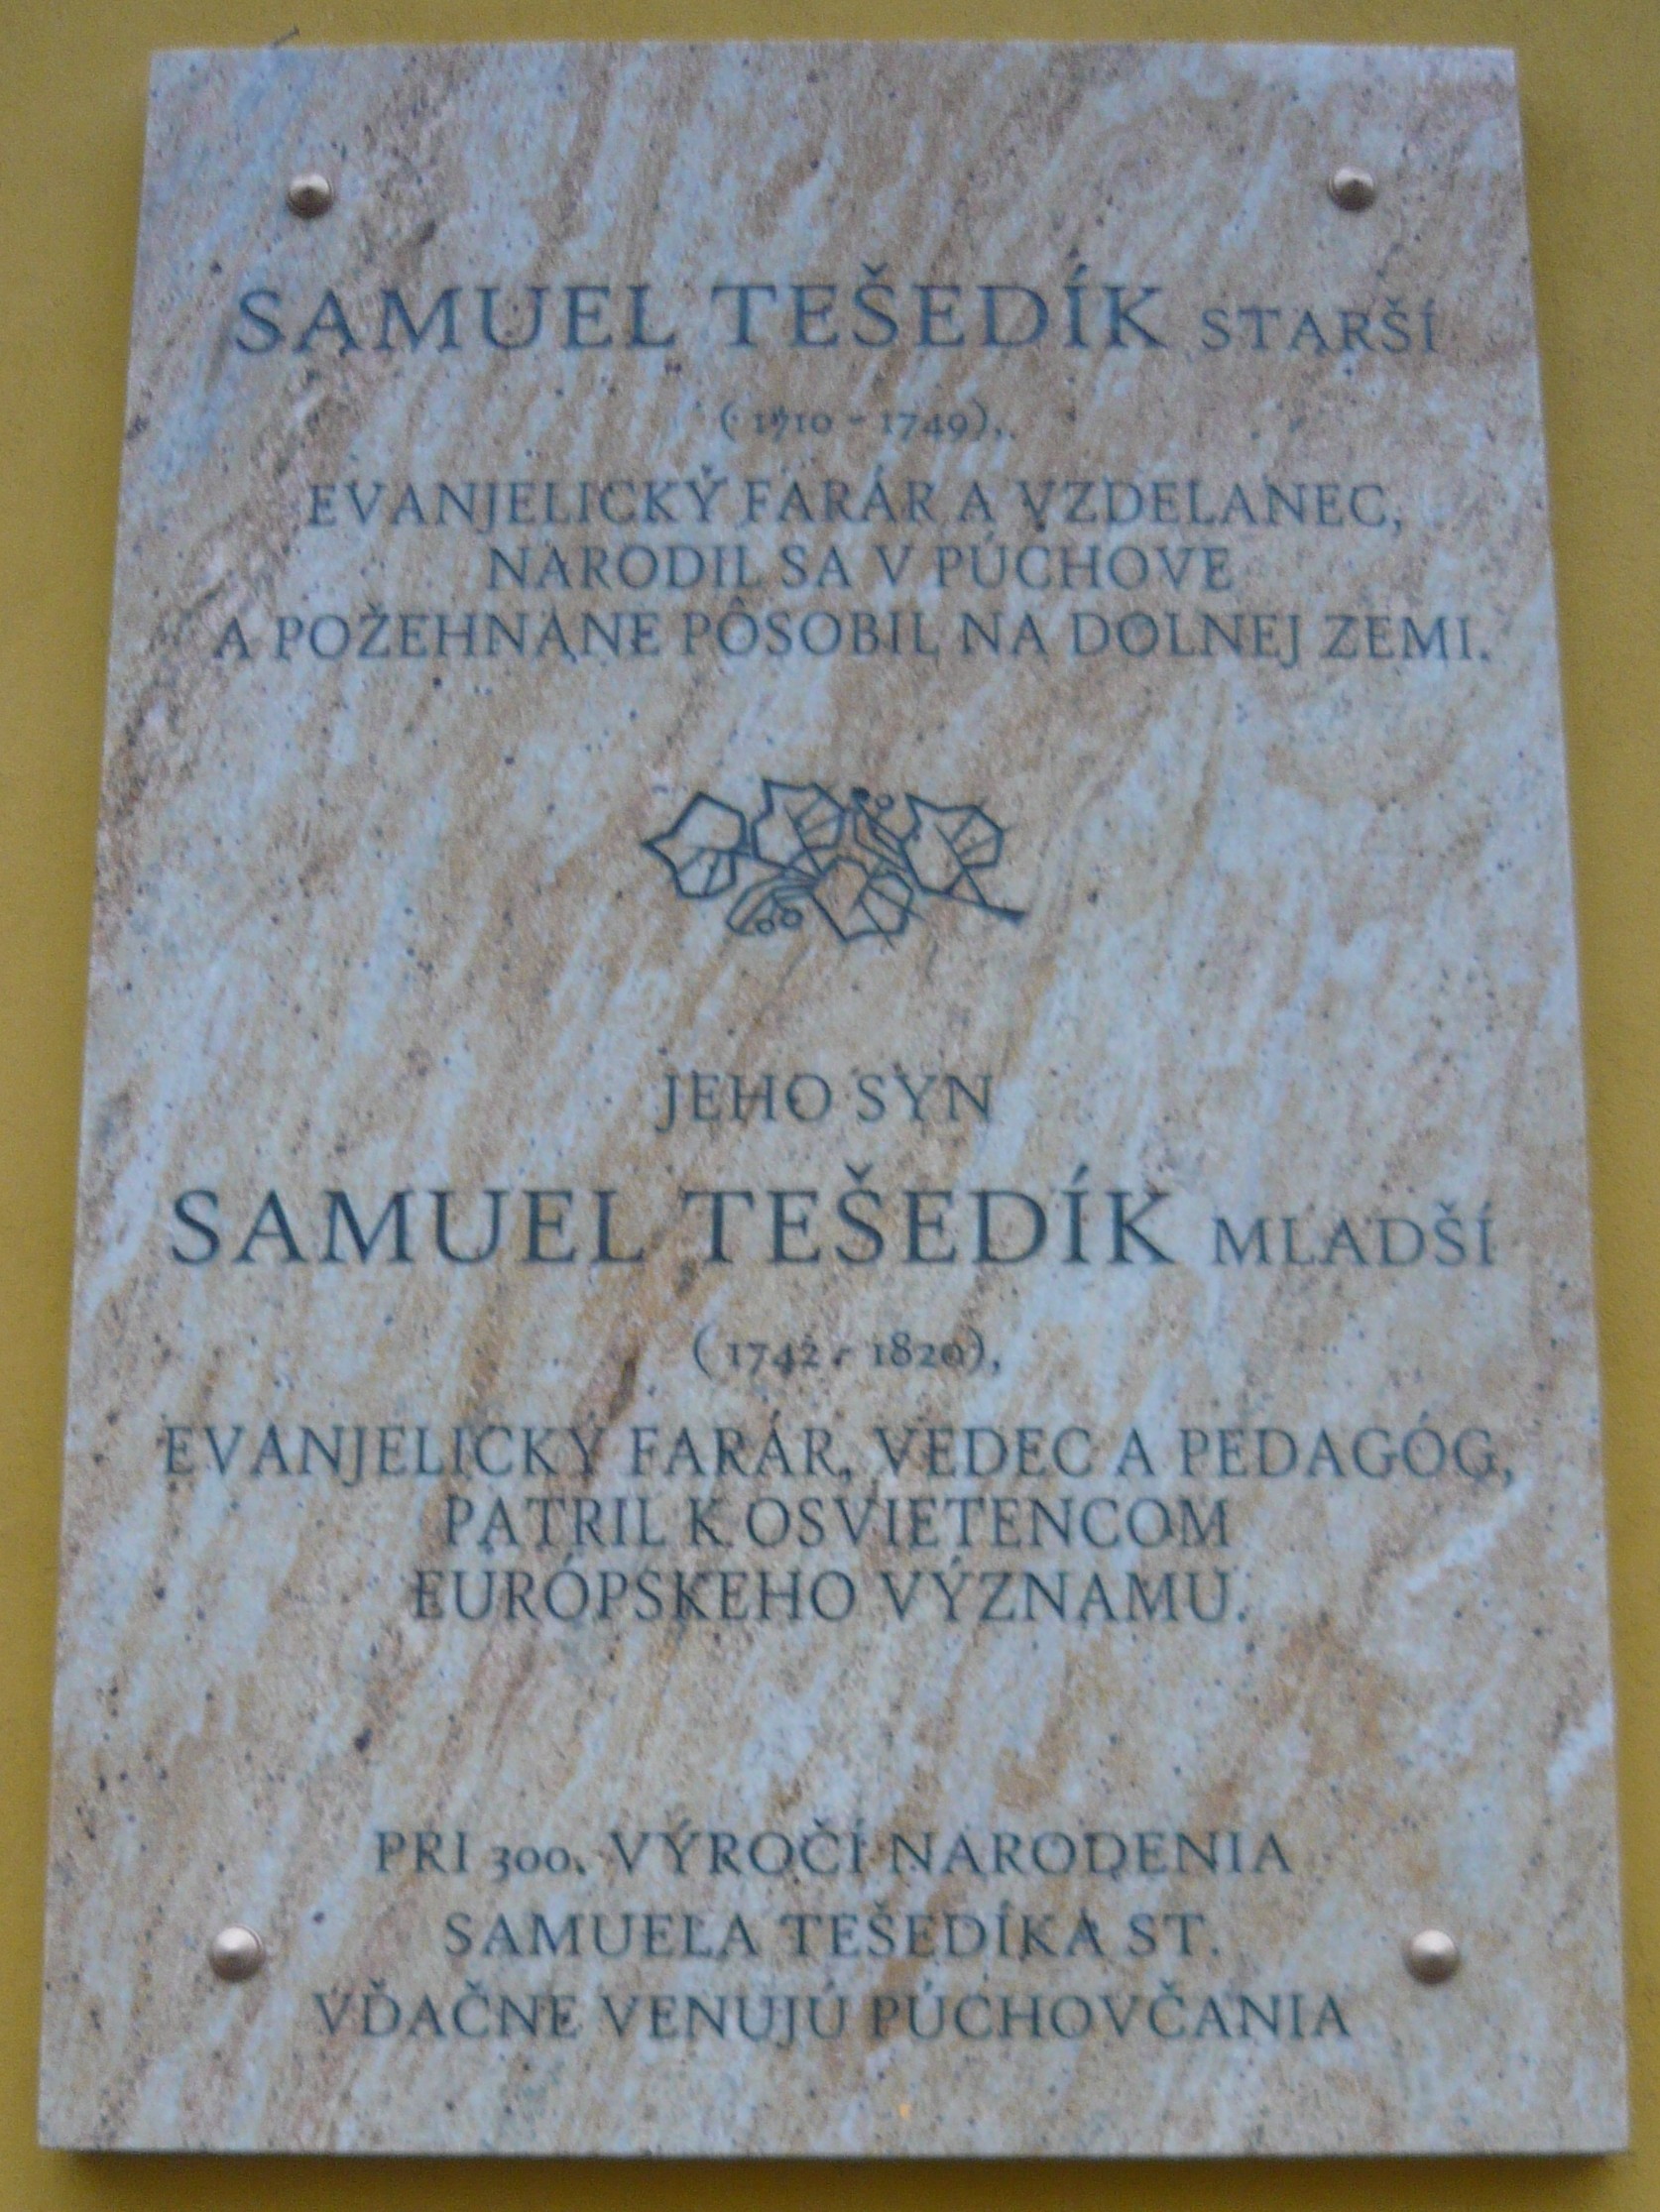 SAMUEL TEŠEDÍK STARŠÍ
(1710 - 1749),
EVANJELICKÝ FARÁR A VZDELANEC,
NARODIL SA V PÚCHOVE
A POŽEHNANE PÔSOBIL NA DOLNEJ ZEMI.
JEHO SYN
SAMUEL TEŠEDÍK MLADŠÍ
(1742 - 1820),
EVANJELICKÝ FARÁR, VEDEC A PEDAGÓG,
PATRIL K OSVIETENCOM
EURÓPSKEHO VÝZNAMU.
PRI 300. VÝROČÍ NARODENIA
SAMUELA TEŠEDÍKA ST.
VĎAČNE VENUJÚ PÚCHOVČANIA